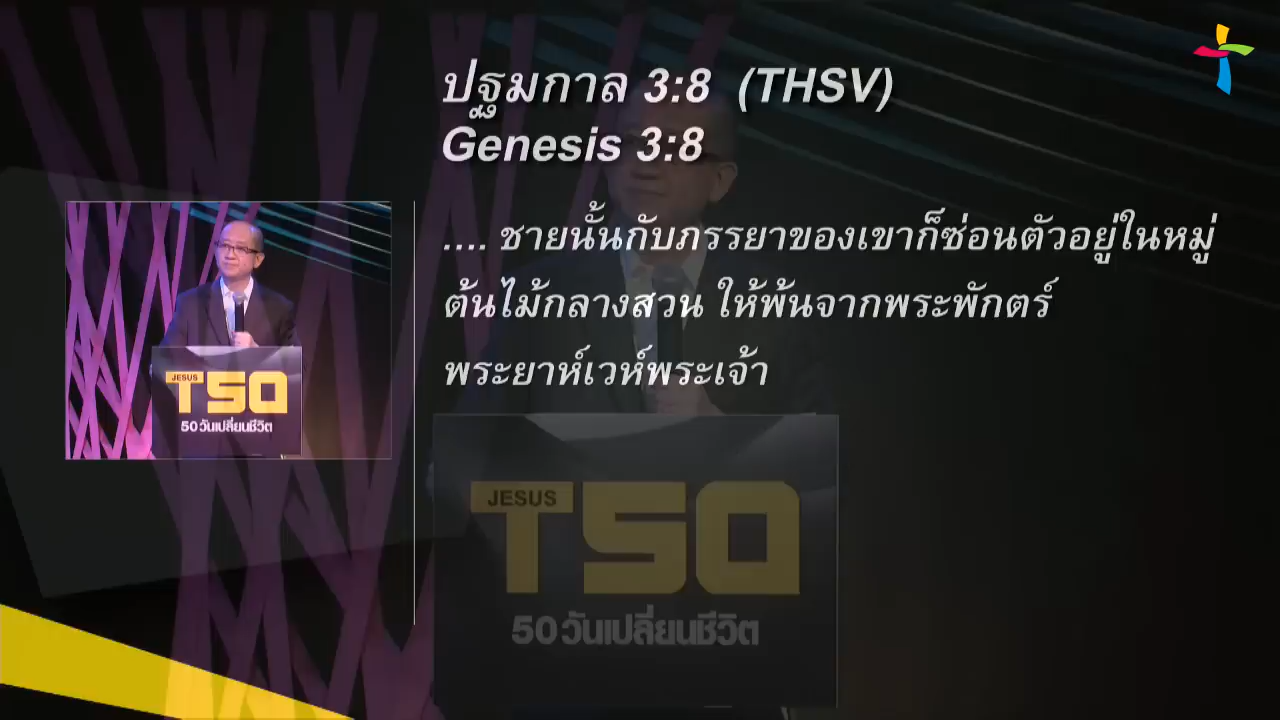 ปฐมกาล 3:8 (THSV)
Genesis 3:8
.... ชายนั้นกับภรรยาของเขาก็ซ่อนตัวอยู่ในหมู่
ต้นไม้กลางสวน ให้พ้นจากพระพักตร์
พระยาห์เวห์พระเจ้า
JESUS
TSQ
50 วันเปลี่ยนชีวิต
JESUS
TSQ
50 วันเปลี่ยนชีวิต